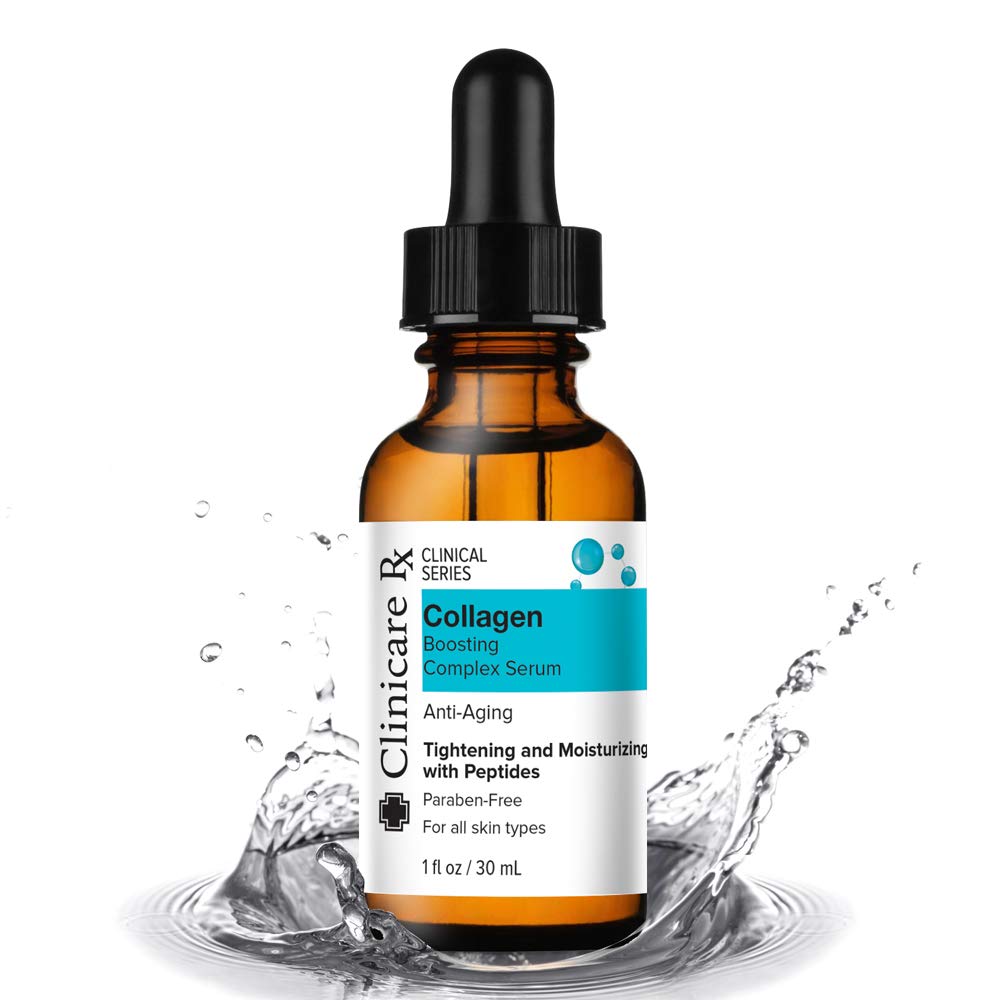 Clinicare Rx
CLINICAL
SERIES
Collagen
Boosting
Complex Serum
Anti-Aging
Tightening and Moisturizing
with Peptides
Paraben-Free
For all skin types
1 fl oz / 30 mL